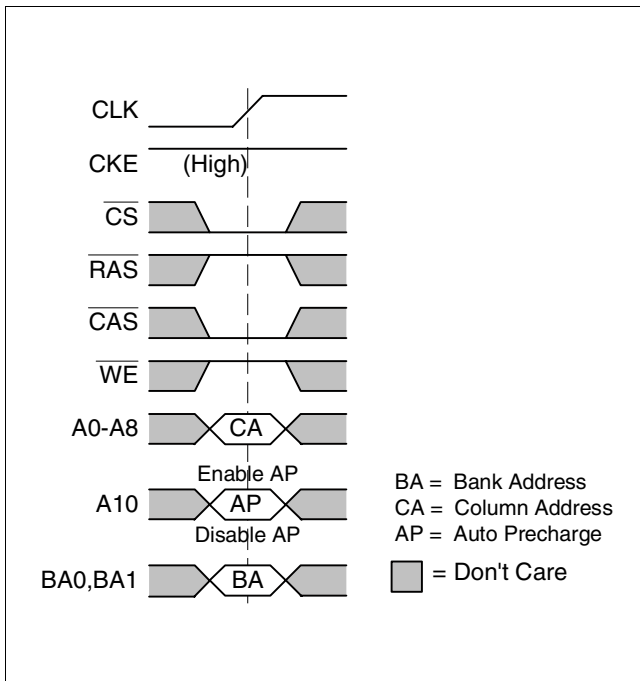 CLK
CKE (High)
CS
RAS
CAS
WE
A0-A8 CA
Enable AP
A10 AP
Disable AP
BA0,BA1 BA
BA = Bank Address
CA = Column Address
AP = Auto Precharge
= Don't Care